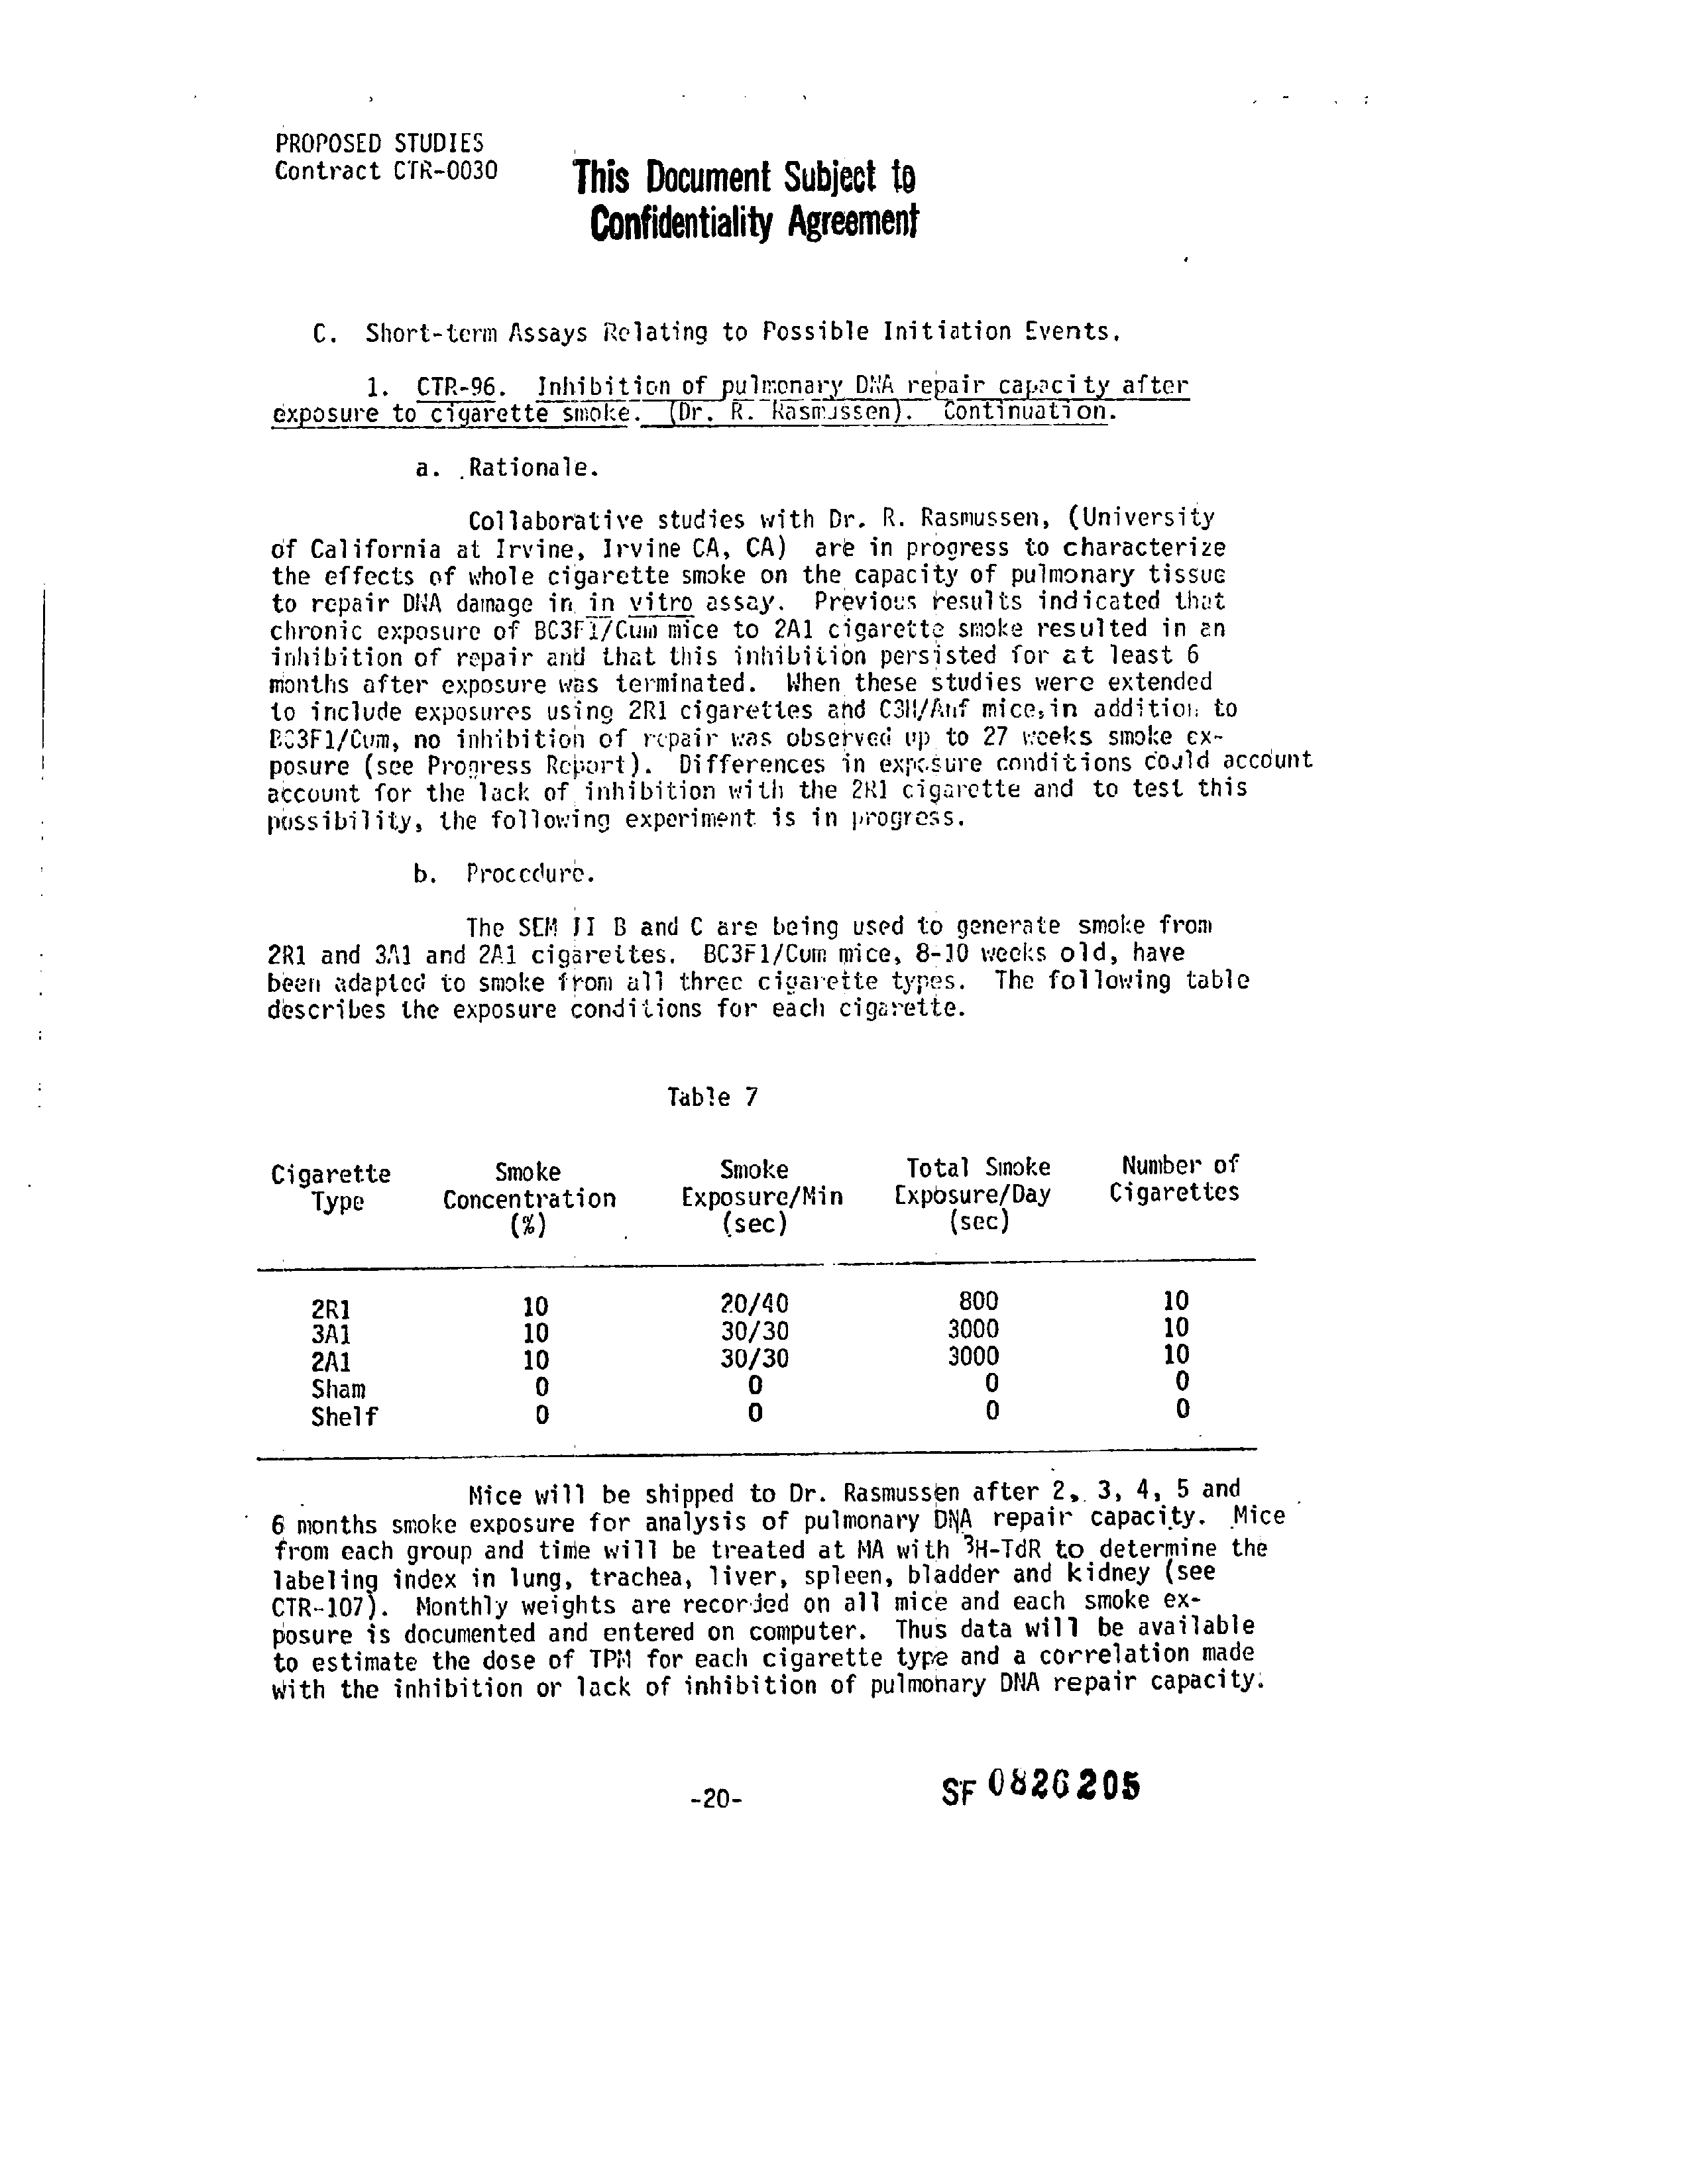 PROPOSED STUDIES
Contract CTR-0030
This Document Subject to
Confidentiality Agreement
C. Short-term Assays Relating to Possible Initiation Events.
1. CTR-96. Inhibition of pulmonary DNA repair capacity after
exposure to cigarette smoke. (Dr. R. Rasmussen). Continuation.
a. Rationale.
Collaborative studies with Dr. R. Rasmussen, (University
of California at Irvine, Irvine CA, CA) are in progress to characterize
the effects of whole cigarette smoke on the capacity of pulmonary tissue
to repair DNA damage in in vitro assay. Previous results indicated that
chronic exposure of BC3F1/Cum mice to 2A1 cigarette smoke resulted in an
inhibition of repair and that this inhibition persisted for at least 6
months after exposure was terminated. When these studies were extended
to include exposures using 2R1 cigarettes and C3H/Anf mice,in addition to
BC3F1/Cum, no inhibition of repair was observed up to 27 weeks smoke ex-
posure (see Progress Report). Differences in exposure conditions could account
account for the lack of inhibition with the 2R1 cigarette and to test this
possibility, the following experiment is in progress.
b. Procedure.
The SEM II B and C are being used to generate smoke from
2R1 and 3A1 and 2A1 cigarettes. BC3F1/Cum mice, 8-10 weeks old, have
been adapted to smoke from all three cigarette types. The following table
describes the exposure conditions for each cigarette.
Table 7
Cigarette Smoke Smoke Total Smoke Number of
Type Concentration Exposure/Min Exposure/Day Cigarettes
(%) (sec) (sec)
2R1 10 20/40 800 10
3A1 10 30/30 3000 10
2A1 10 30/30 3000 10
Sham 0 0 0 0
Shelf 0 0 0 0
Mice will be shipped to Dr. Rasmussen after 2, 3, 4, 5 and
6 months smoke exposure for analysis of pulmonary DNA repair capacity. Mice
from each group and time will be treated at MA with ³H-TdR to determine the
labeling index in lung, trachea, liver, spleen, bladder and kidney (see
CTR-107). Monthly weights are recorded on all mice and each smoke ex-
posure is documented and entered on computer. Thus data will be available
to estimate the dose of TPM for each cigarette type and a correlation made
with the inhibition or lack of inhibition of pulmonary DNA repair capacity.
-20-
SF 0826205